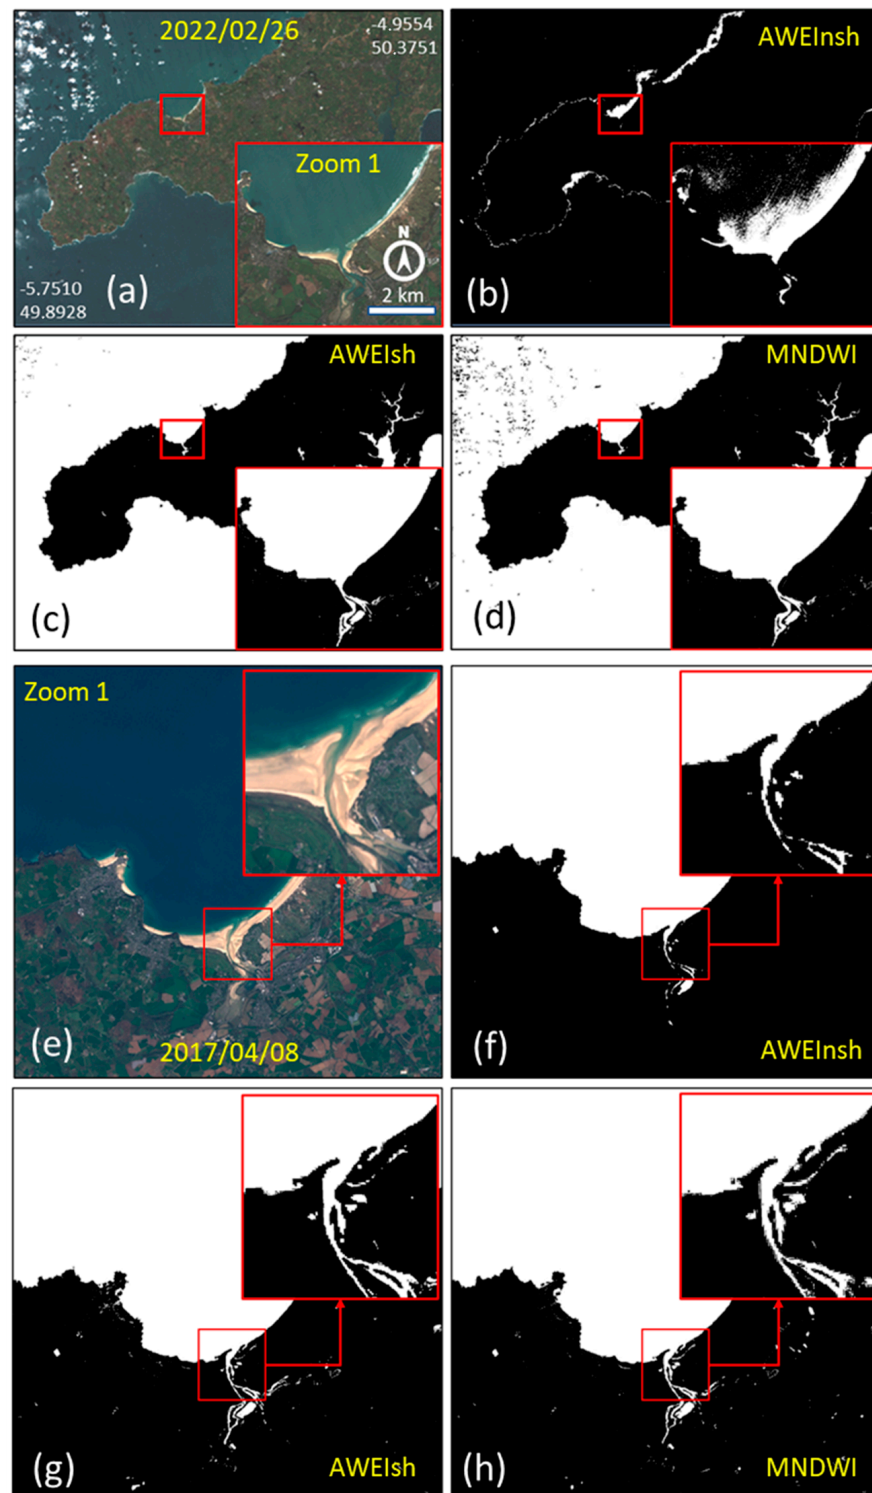 2022/02/26
-4.9554
50.3751
Zoom 1
N
2 km
-5.7510
49.8928
(a)
AWEInsh
(b)
AWEIsh
(c)
MNDWI
(d)
Zoom 1
(e)
2017/04/08
(f)
AWEInsh
(g)
AWEIsh
(h)
MNDWI